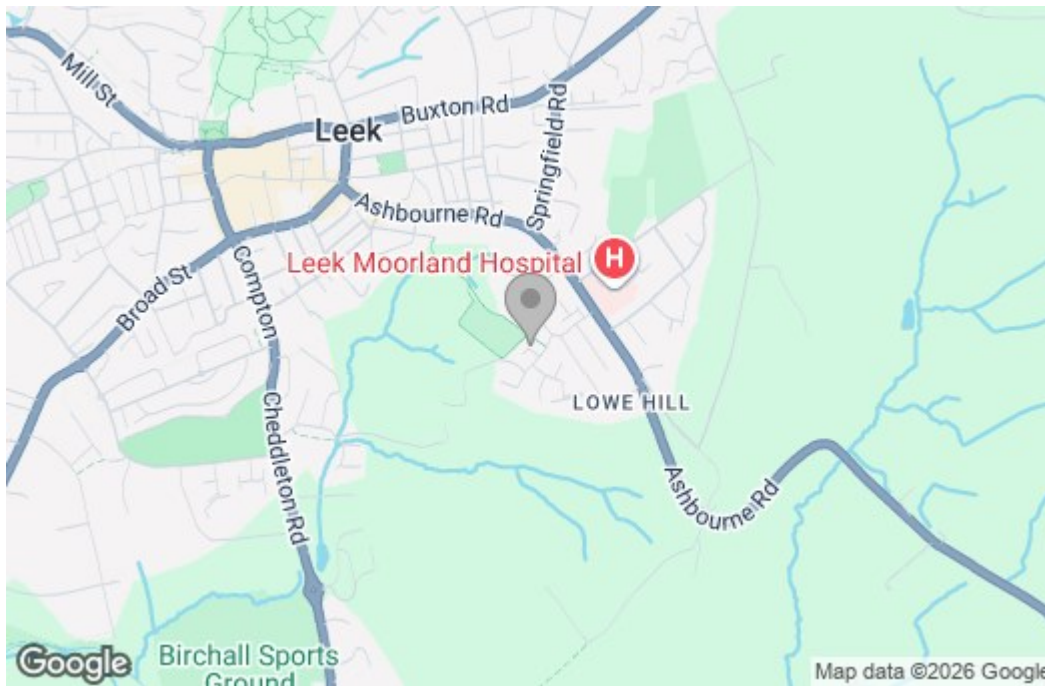 Mill St
Buxton Rd
Leek
Springfield Rd
Ashbourne Rd
Leek Moorland Hospital
H
Broad St
Compton
LOWE HILL
Cheddleton Rd
Ashbourne Rd
Birchall Sports
Ground
Google
Map data ©2026 Google